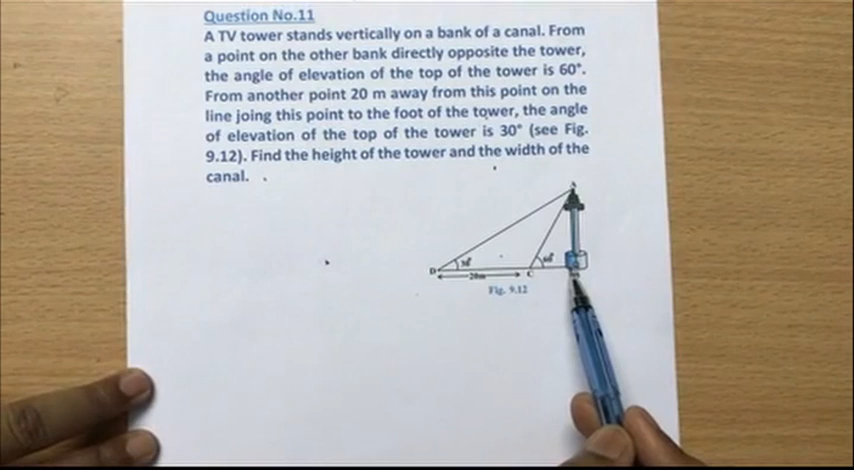 Question No.11
A TV tower stands vertically on a bank of a canal. From
a point on the other bank directly opposite the tower,
the angle of elevation of the top of the tower is 60°.
From another point 20 m away from this point on the
line joing this point to the foot of the tower, the angle
of elevation of the top of the tower is 30° (see Fig.
9.12). Find the height of the tower and the width of the
canal.
A
30° 60°
D 20m C
Fig. 9.12